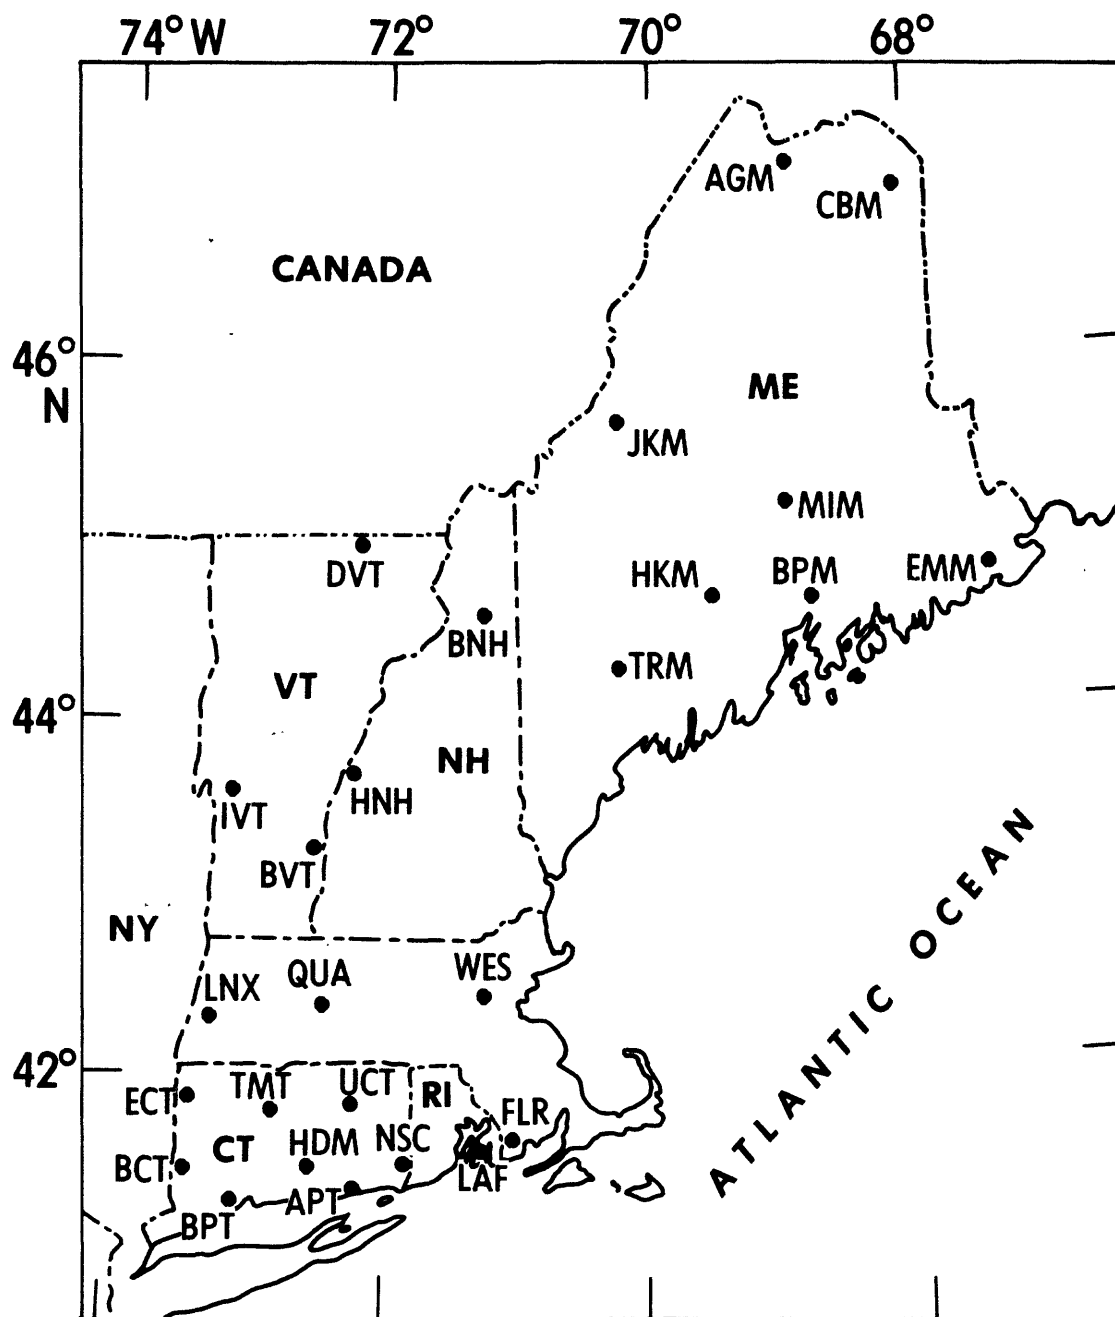 74° W 72° 70° 68°
AGM
CBM
CANADA
46°
N
ME
JKM
MIM
DVT
HKM BPM EMM
BNH
TRM
VT
44°
NH
IVT
HNH
BVT
NY
ATLANTIC OCEAN
QUA WES
LNX
42°
ECT TMT UCT RI
FLR
CT HDM NSC
BCT
LAF
APT
BPT